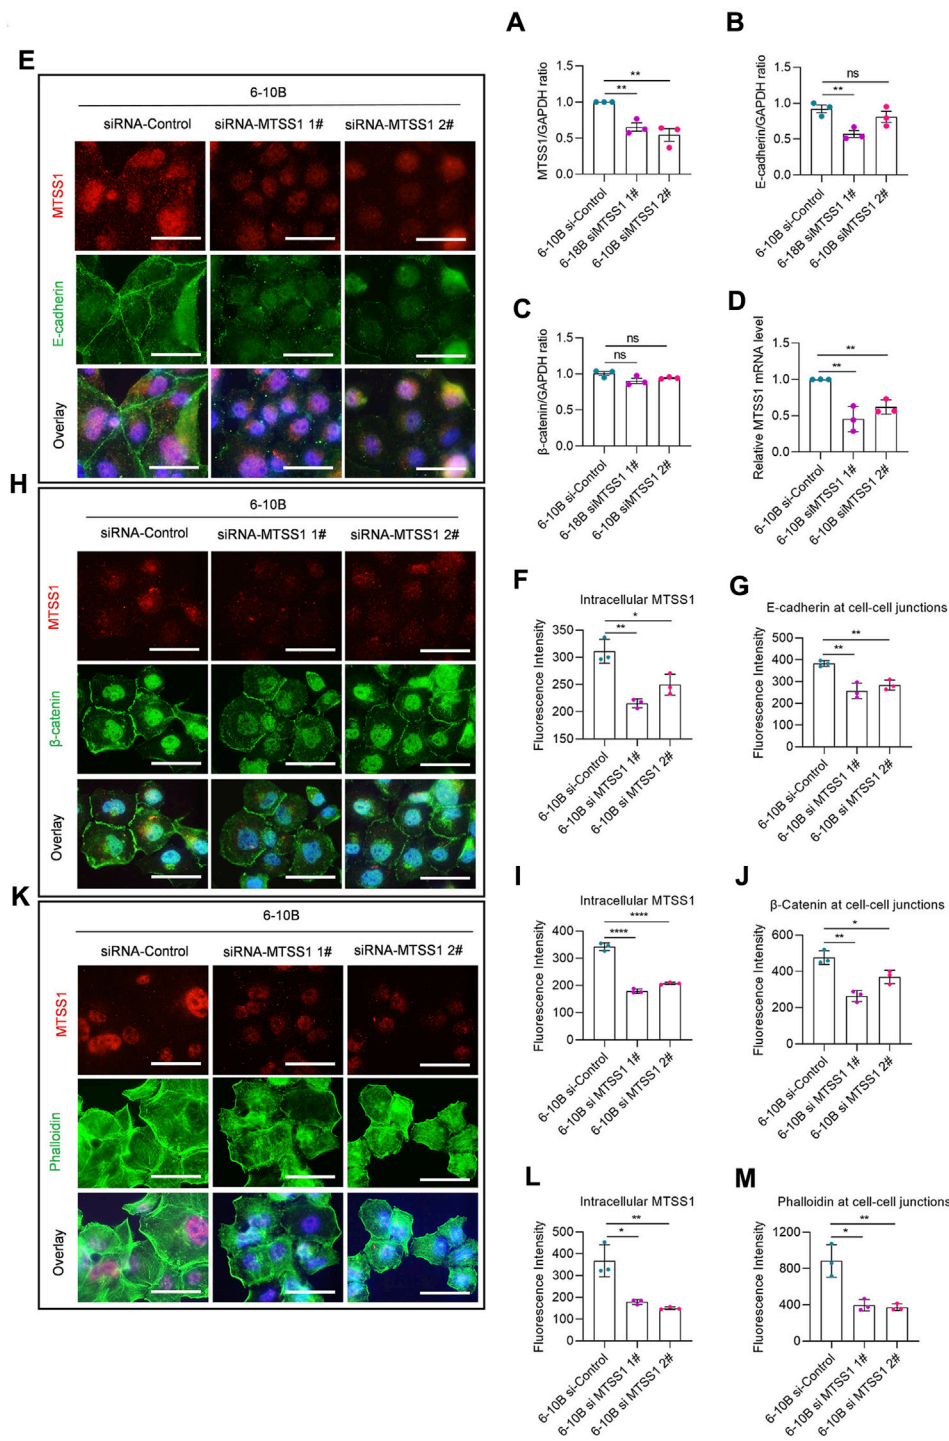 A
MTSS1/GAPDH ratio
1.5
1.0
0.5
0.0
**
**
6-10B si-Control
6-18B siMTSS1 1#
6-10B siMTSS1 2#
B
E-cadherin/GAPDH ratio
1.5
1.0
0.5
0.0
ns
**
6-10B si-Control
6-18B siMTSS1 1#
6-10B siMTSS1 2#
C
β-catenin/GAPDH ratio
1.5
1.0
0.5
0.0
ns
ns
6-10B si-Control
6-18B siMTSS1 1#
6-10B siMTSS1 2#
D
Relative MTSS1 mRNA level
1.5
1.0
0.5
0.0
**
**
6-10B si-Control
6-10B siMTSS1 1#
6-10B siMTSS1 2#
E
6-10B
siRNA-Control siRNA-MTSS1 1# siRNA-MTSS1 2#
MTSS1
E-cadherin
Overlay
F
Intracellular MTSS1
Fluorescence Intensity
350
300
250
200
150
*
**
6-10B si-Control
6-10B si MTSS1 1#
6-10B si MTSS1 2#
G
E-cadherin at cell-cell junctions
Fluorescence Intensity
500
400
300
200
100
0
**
**
6-10B si-Control
6-10B si MTSS1 1#
6-10B si MTSS1 2#
H
6-10B
siRNA-Control siRNA-MTSS1 1# siRNA-MTSS1 2#
MTSS1
β-catenin
Overlay
I
Intracellular MTSS1
Fluorescence Intensity
400
300
200
100
0
****
****
6-10B si-Control
6-10B si MTSS1 1#
6-10B si MTSS1 2#
J
β-Catenin at cell-cell junctions
Fluorescence Intensity
600
400
200
0
*
**
6-10B si-Control
6-10B si MTSS1 1#
6-10B si MTSS1 2#
K
6-10B
siRNA-Control siRNA-MTSS1 1# siRNA-MTSS1 2#
MTSS1
Phalloidin
Overlay
L
Intracellular MTSS1
Fluorescence Intensity
500
400
300
200
100
0
**
*
6-10B si-Control
6-10B si MTSS1 1#
6-10B si MTSS1 2#
M
Phalloidin at cell-cell junctions
Fluorescence Intensity
1200
800
400
0
**
*
6-10B si-Control
6-10B si MTSS1 1#
6-10B si MTSS1 2#